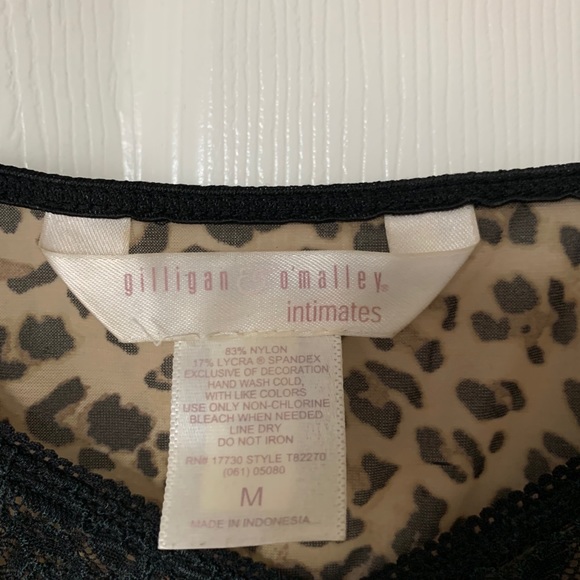 gilligan & o'malley®
intimates
83% NYLON
17% LYCRA ® SPANDEX
EXCLUSIVE OF DECORATION
HAND WASH COLD,
WITH LIKE COLORS
USE ONLY NON-CHLORINE
BLEACH WHEN NEEDED
LINE DRY
DO NOT IRON
RN# 17730 STYLE T82270
(061) 05080
M
MADE IN INDONESIA